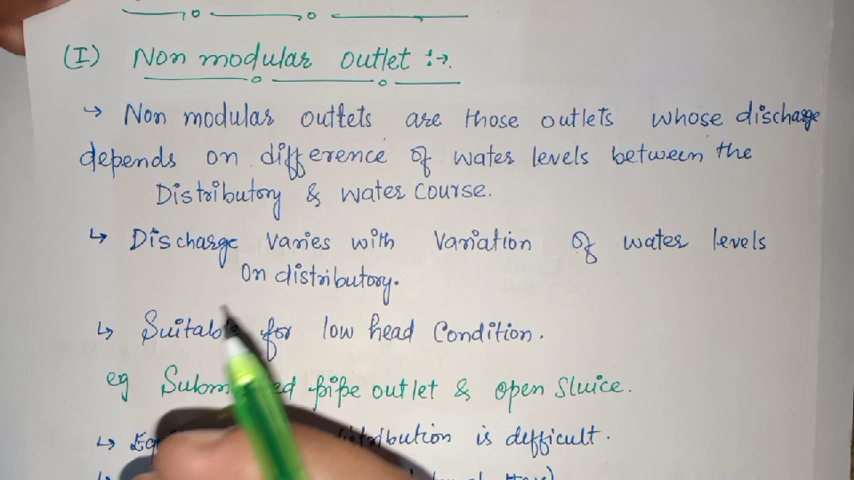 (I) Non modular outlet :→.
→ Non modular outlets are those outlets whose discharge
depends on difference of water levels between the
Distributory & water course.
↳ Discharge varies with variation of water levels
On distributory.
↳ Suitable for low head Condition.
eg Submerged pipe outlet & open Sluice.
↳ is difficult.